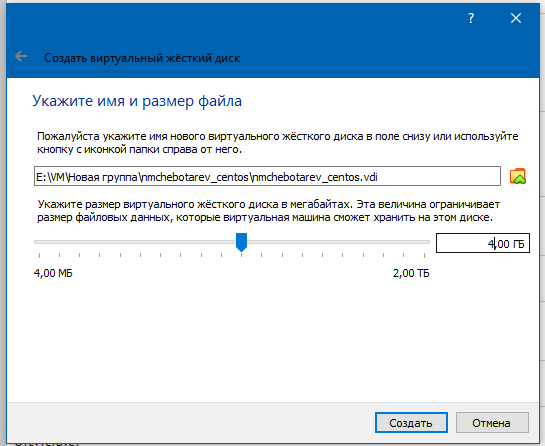 ?
Создать виртуальный жёсткий диск
Укажите имя и размер файла
Пожалуйста укажите имя нового виртуального жёсткого диска в поле снизу или используйте
кнопку с иконкой папки справа от него.
E:\VM\Новая группа\nmchebotarev_centos\nmchebotarev_centos.vdi
Укажите размер виртуального жёсткого диска в мегабайтах. Эта величина ограничивает
размер файловых данных, которые виртуальная машина сможет хранить на этом диске.
4,00 ГБ
4,00 МБ 2,00 ТБ
Создать Отмена